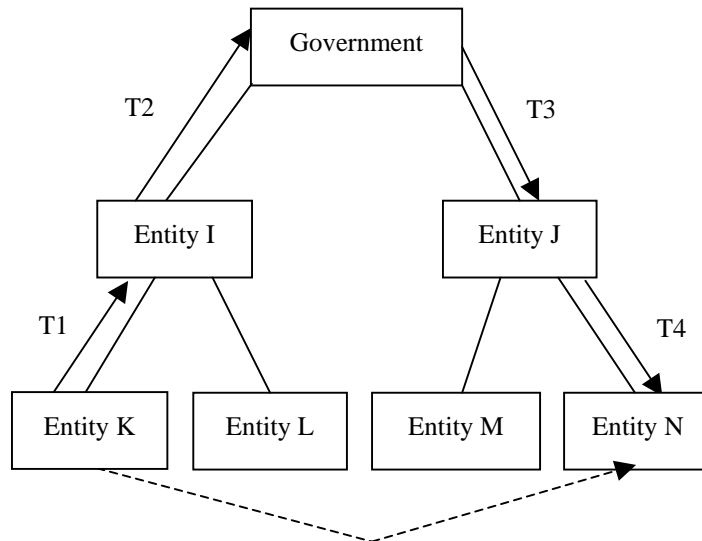 Government
T2
T3
Entity I
Entity J
T1
T4
Entity K
Entity L
Entity M
Entity N